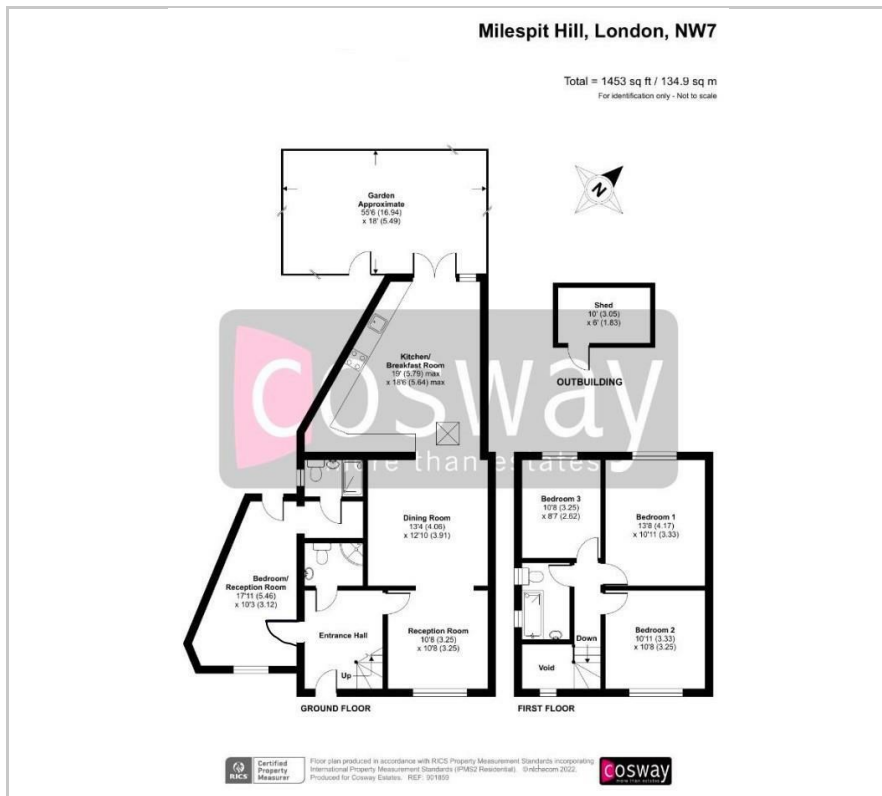 Milespit Hill, London, NW7
Total = 1453 sq ft / 134.9 sq m
For identification only - Not to scale
Garden
Approximate
55'6 (16.94)
x 18' (5.49)
N
Shed
10' (3.05)
x 6' (1.83)
OUTBUILDING
Kitchen/
Breakfast Room
19' (5.79) max
x 18'6 (5.64) max
cosway
more than estates
Dining Room
13'4 (4.06)
x 12'10 (3.91)
Bedroom/
Reception Room
17'11 (5.46)
x 10'3 (3.12)
Entrance Hall
Up
Reception Room
10'8 (3.25)
x 10'8 (3.25)
GROUND FLOOR
Bedroom 3
10'8 (3.25)
x 8'7 (2.62)
Bedroom 1
13'8 (4.17)
x 10'11 (3.33)
Down
Void
Bedroom 2
10'11 (3.33)
x 10'8 (3.25)
FIRST FLOOR
RICS
Certified
Property
Measurer
Floor plan produced in accordance with RICS Property Measurement Standards incorporating
International Property Measurement Standards (IPMS2 Residential). ©nichecom 2022.
Produced for Cosway Estates. REF: 901859
cosway
more than estates